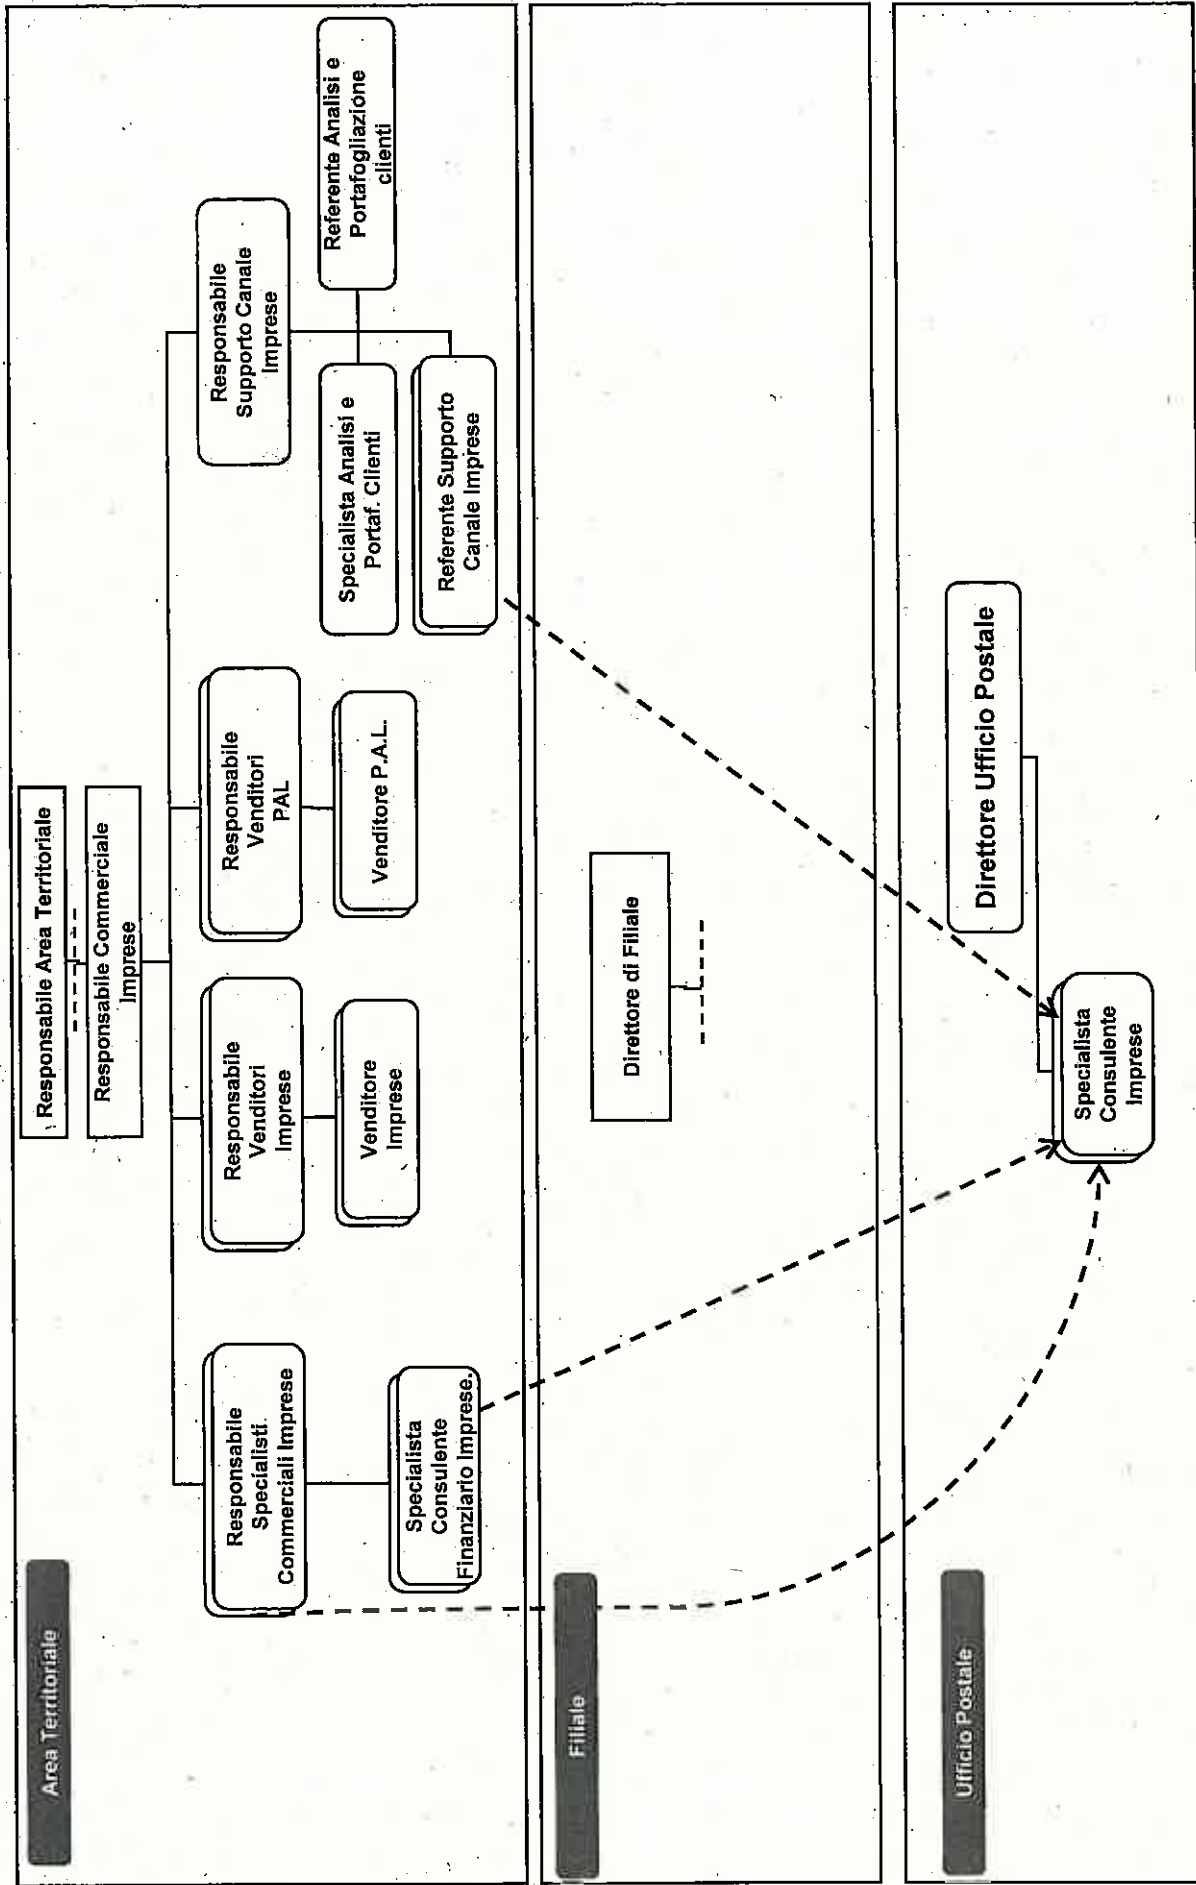 Area Territoriale
Responsabile Area Territoriale
Responsabile Commerciale
Imprese
Responsabile
Specialisti
Commerciali Imprese
Responsabile
Venditori
Imprese
Responsabile
Venditori
PAL
Responsabile
Supporto Canale
Imprese
Specialista
Consulente
Finanziario Imprese.
Venditore
Imprese
Venditore P.A.L.
Specialista Analisi e
Portaf. Clienti
Referente Analisi e
Portafogliazione
clienti
Referente Supporto
Canale Imprese
Filiale
Direttore di Filiale
Ufficio Postale
Direttore Ufficio Postale
Specialista
Consulente
Imprese